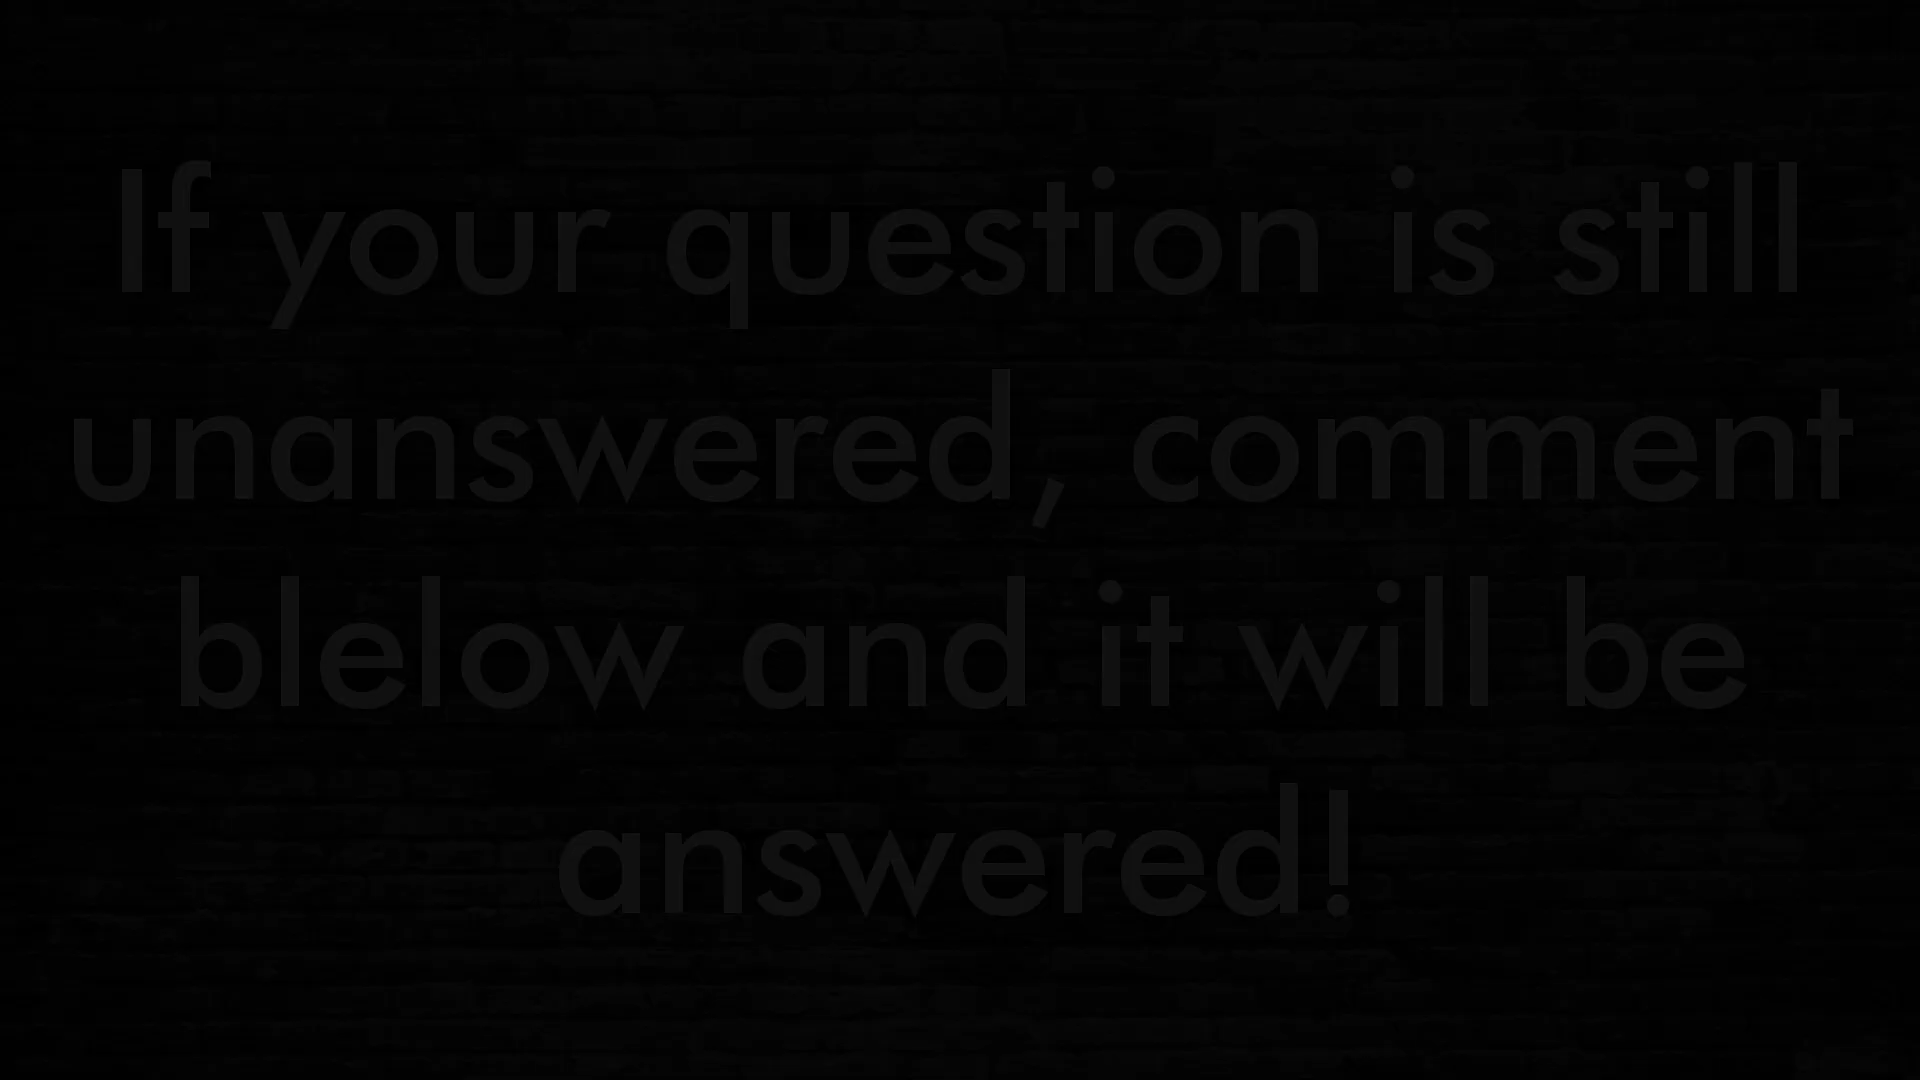 If your question is still
unanswered, comment
blelow and it will be
answered!